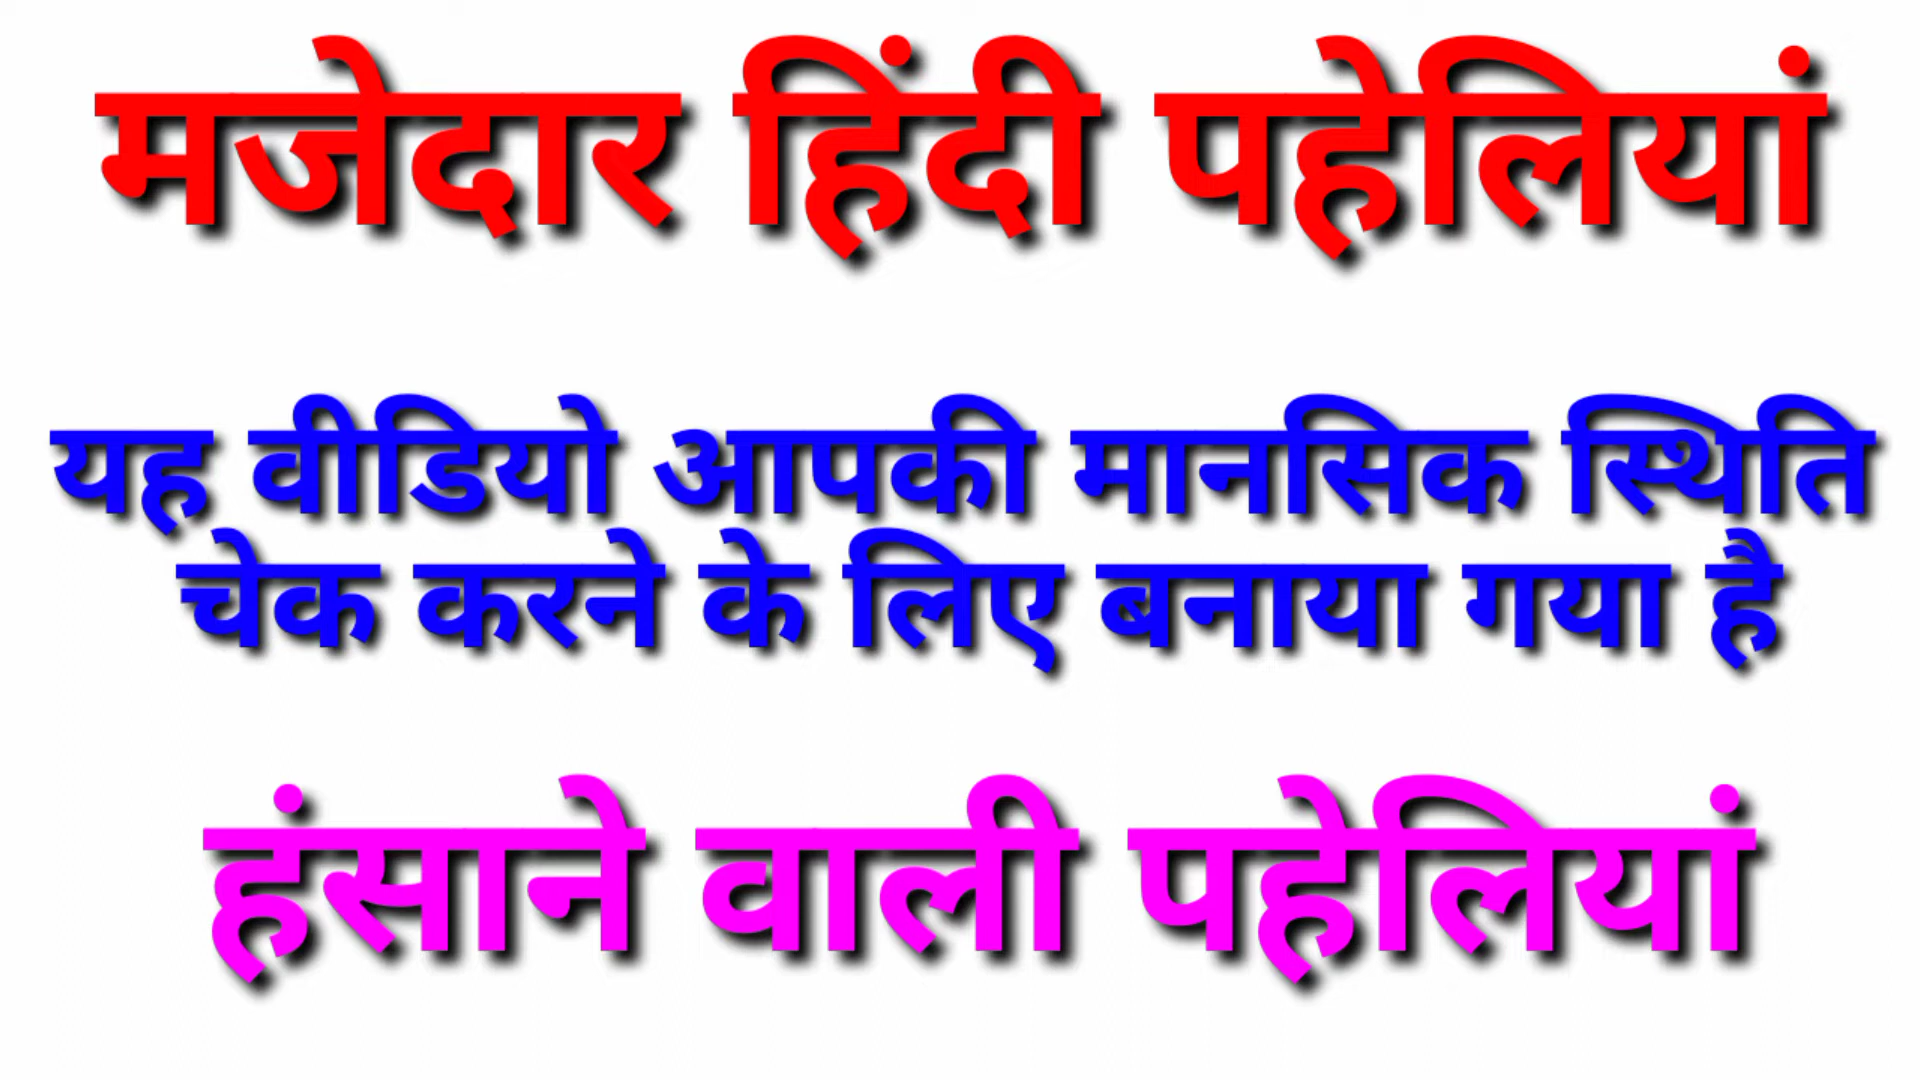 मजेदार हिंदी पहेलियां
यह वीडियो आपकी मानसिक स्थिति
चेक करने के लिए बनाया गया है
हंसाने वाली पहेलियां